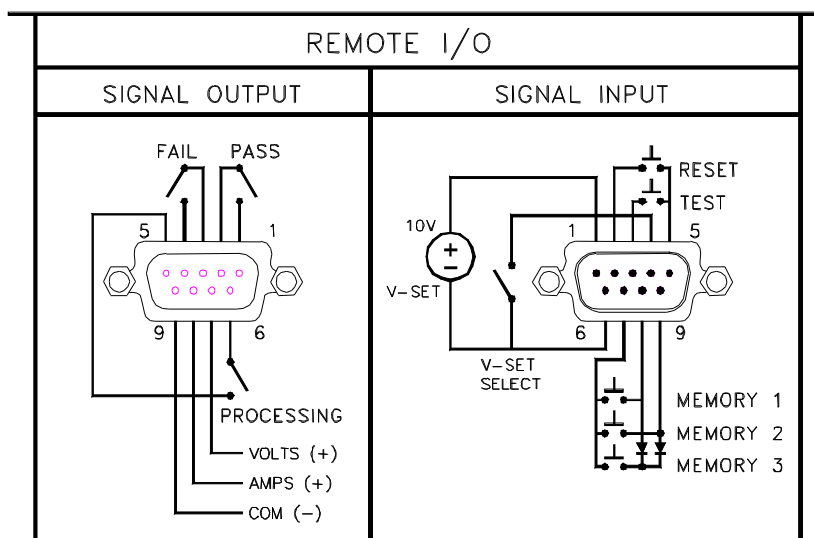 REMOTE I/O
SIGNAL OUTPUT
SIGNAL INPUT
FAIL PASS
5 1
9 6
PROCESSING
VOLTS (+)
AMPS (+)
COM (−)
RESET
TEST
10V
+
−
V−SET
1 5
6 9
V−SET
SELECT
MEMORY 1
MEMORY 2
MEMORY 3